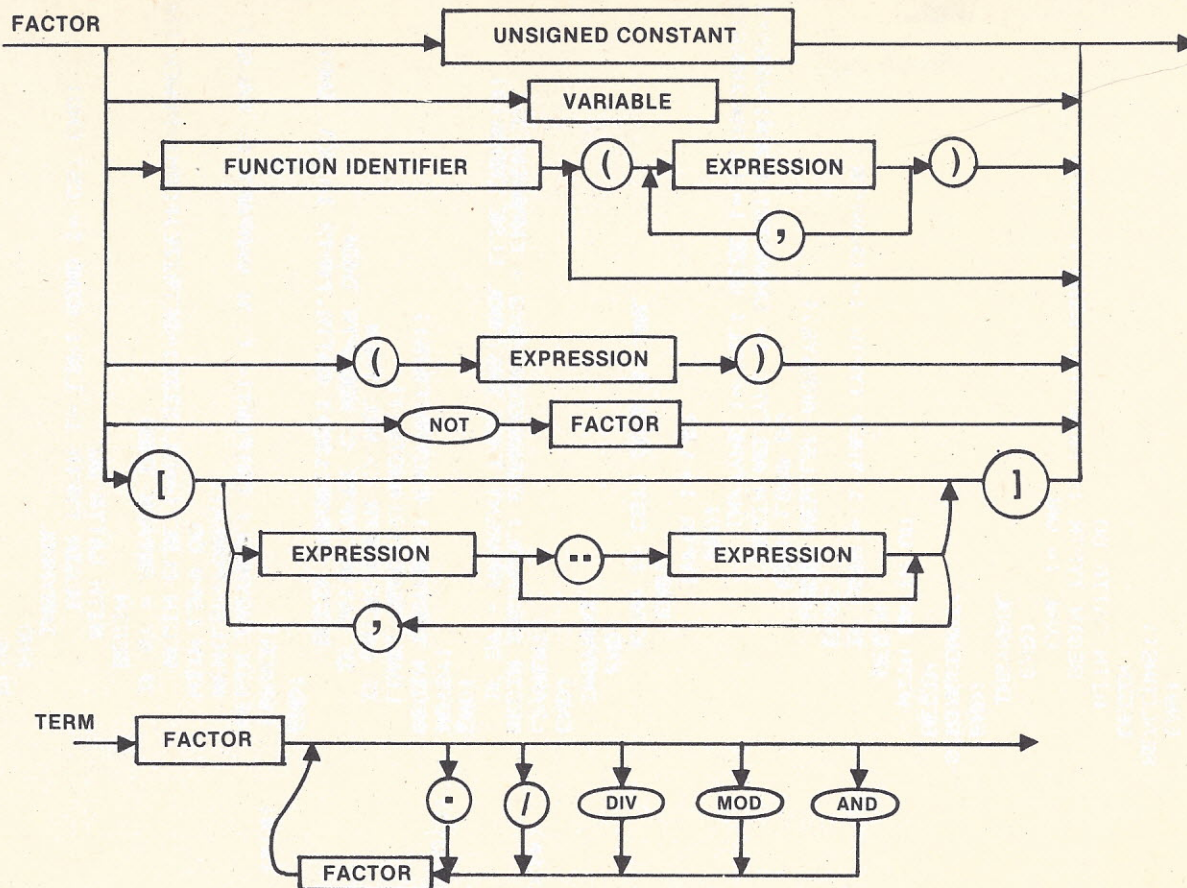 FACTOR
UNSIGNED CONSTANT
VARIABLE
FUNCTION IDENTIFIER ( EXPRESSION )
,
( EXPRESSION )
NOT FACTOR
[ ]
EXPRESSION .. EXPRESSION
,
TERM
FACTOR
/ DIV MOD AND
FACTOR